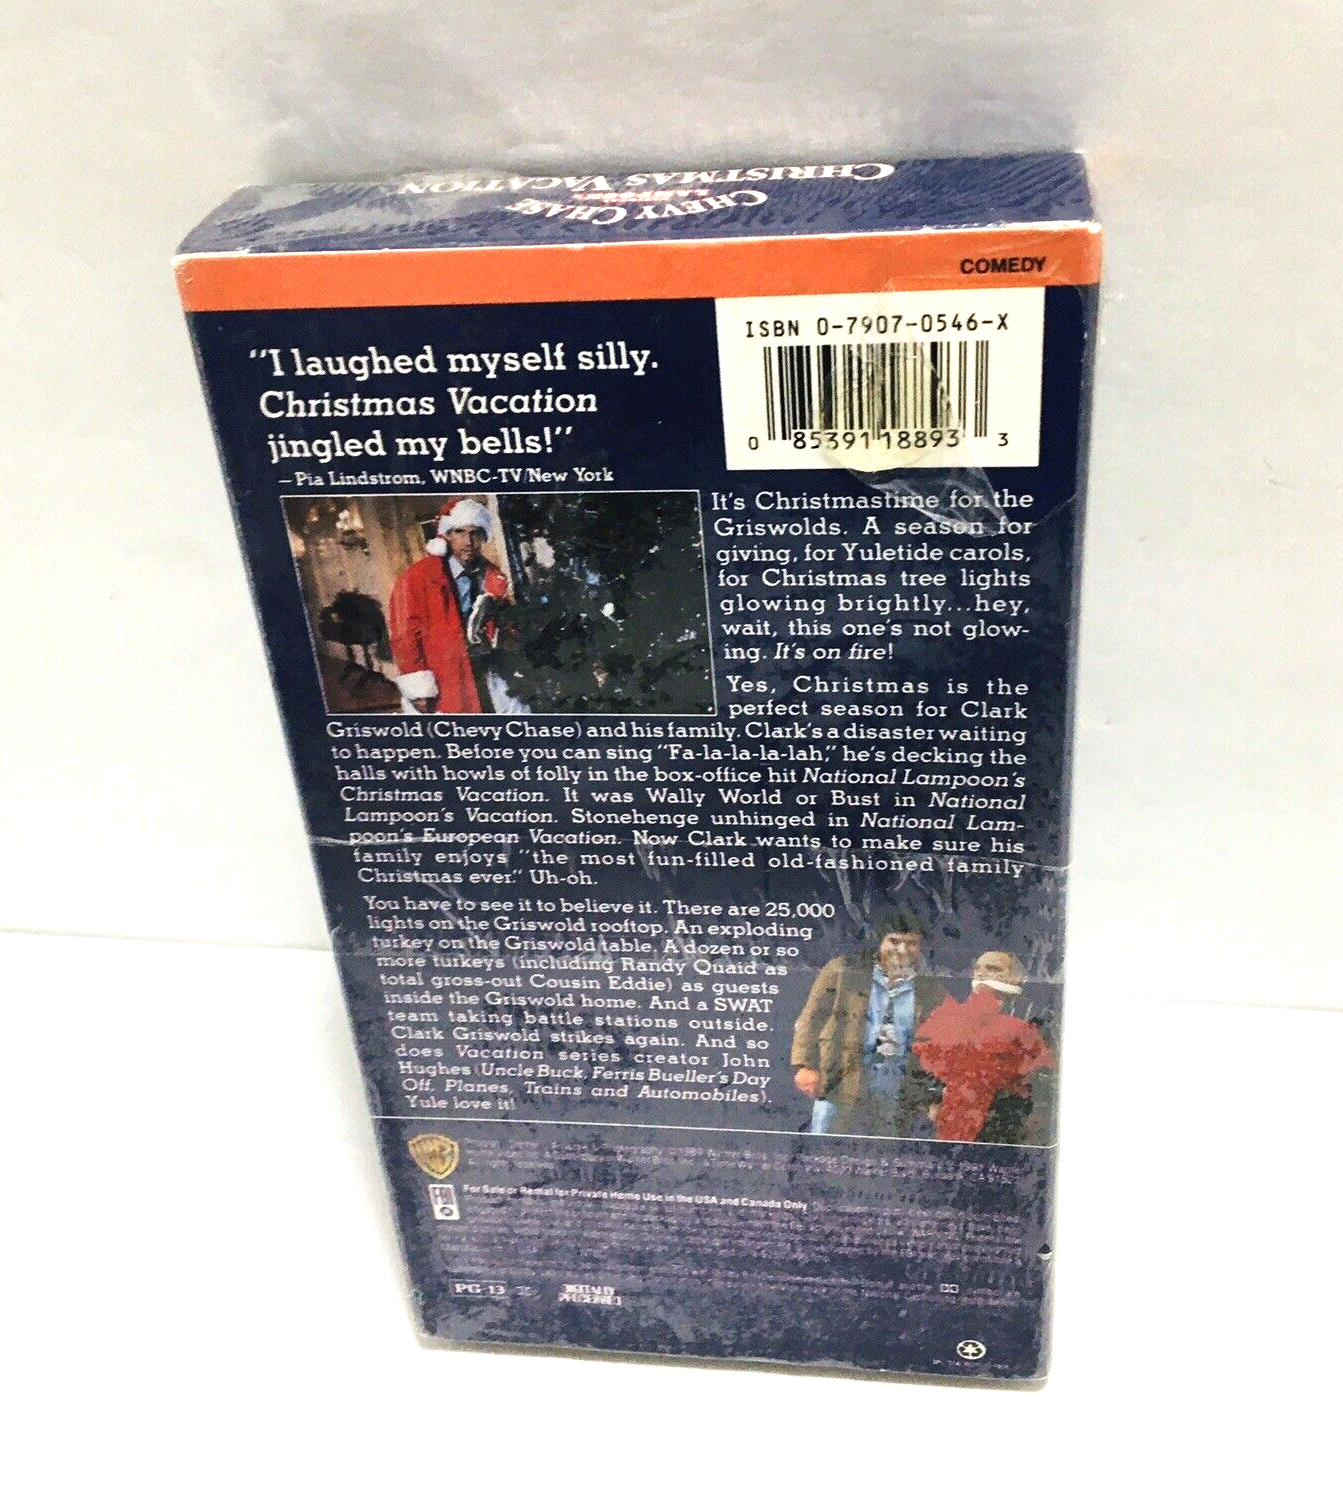 CHRISTMAS VACATION
CHEVY CHASE
COMEDY
ISBN 0-7907-0546-X
0 85391 18893 3
“I laughed myself silly.
Christmas Vacation
jingled my bells!”
– Pia Lindstrom, WNBC-TV/New York
It's Christmastime for the
Griswolds. A season for
giving, for Yuletide carols,
for Christmas tree lights
glowing brightly...hey,
wait, this one's not glow-
ing. It's on fire!
Yes, Christmas is the
perfect season for Clark
Griswold (Chevy Chase) and his family. Clark's a disaster waiting
to happen. Before you can sing “Fa-la-la-la-lah,” he's decking the
halls with howls of folly in the box-office hit National Lampoon's
Christmas Vacation. It was Wally World or Bust in National
Lampoon's Vacation. Stonehenge unhinged in National Lam-
poon's European Vacation. Now Clark wants to make sure his
family enjoys “the most fun-filled old-fashioned family
Christmas ever.” Uh-oh.
You have to see it to believe it. There are 25,000
lights on the Griswold rooftop. An exploding
turkey on the Griswold table. A dozen or so
more turkeys (including Randy Quaid as
total gross-out Cousin Eddie) as guests
inside the Griswold home. And a SWAT
team taking battle stations outside.
Clark Griswold strikes again. And so
does Vacation series creator John
Hughes (Uncle Buck, Ferris Bueller's Day
Off, Planes, Trains and Automobiles).
Yule love it!
For Sale or Rental for Private Home Use in the USA and Canada Only
PG-13
DIGITALLY
PROCESSED